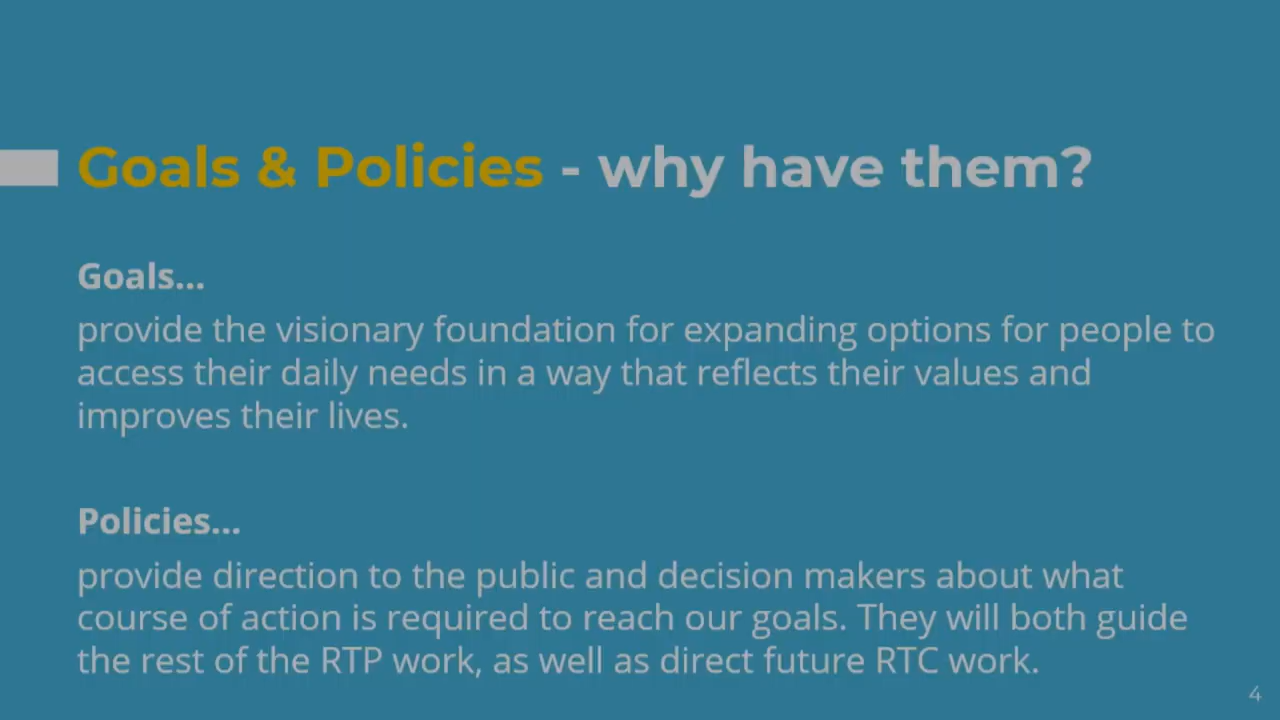 Goals & Policies - why have them?
Goals...
provide the visionary foundation for expanding options for people to
access their daily needs in a way that reflects their values and
improves their lives.
Policies...
provide direction to the public and decision makers about what
course of action is required to reach our goals. They will both guide
the rest of the RTP work, as well as direct future RTC work.
4